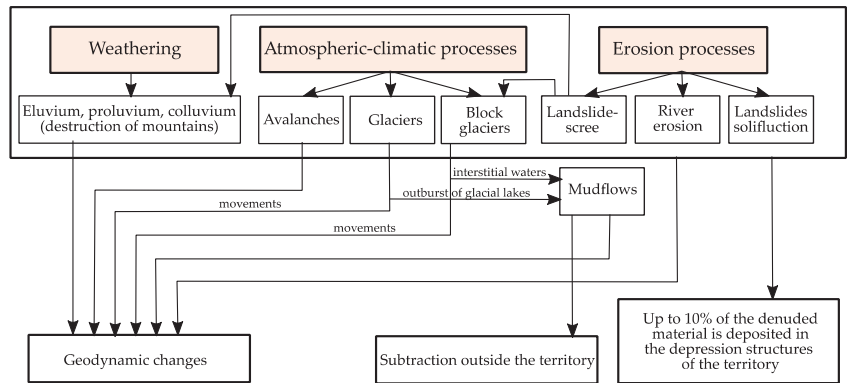 Weathering
Atmospheric-climatic processes
Erosion processes
Eluvium, proluvium, colluvium
(destruction of mountains)
Avalanches
Glaciers
Block
glaciers
Landslide-
scree
River
erosion
Landslides
solifluction
interstitial waters
outburst of glacial lakes
Mudflows
movements
movements
Geodynamic changes
Subtraction outside the territory
Up to 10% of the denuded
material is deposited in
the depression structures
of the territory